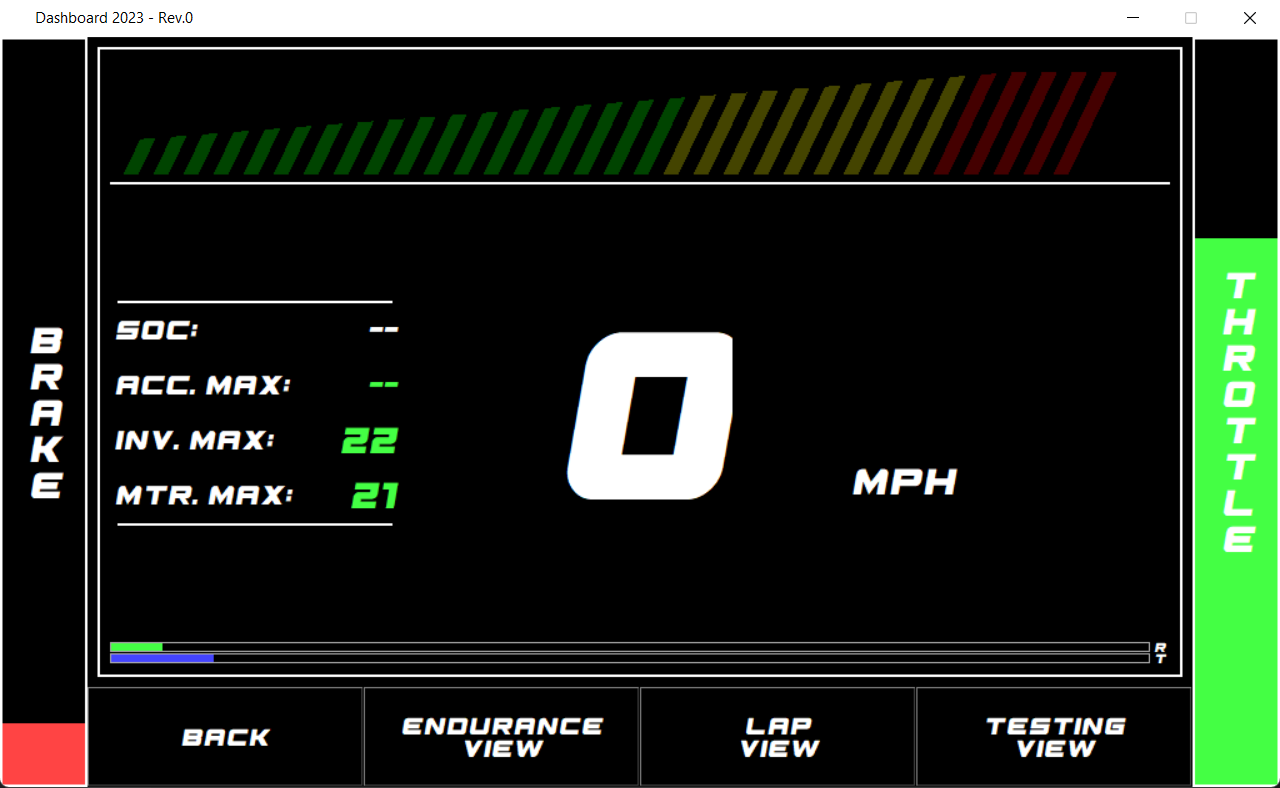 Dashboard 2023 - Rev.0
BRAKE
SOC: --
ACC. MAX: --
INV. MAX: 22
MTR. MAX: 21
0
MPH
THROTTLE
R
T
BACK
ENDURANCE
VIEW
LAP
VIEW
TESTING
VIEW